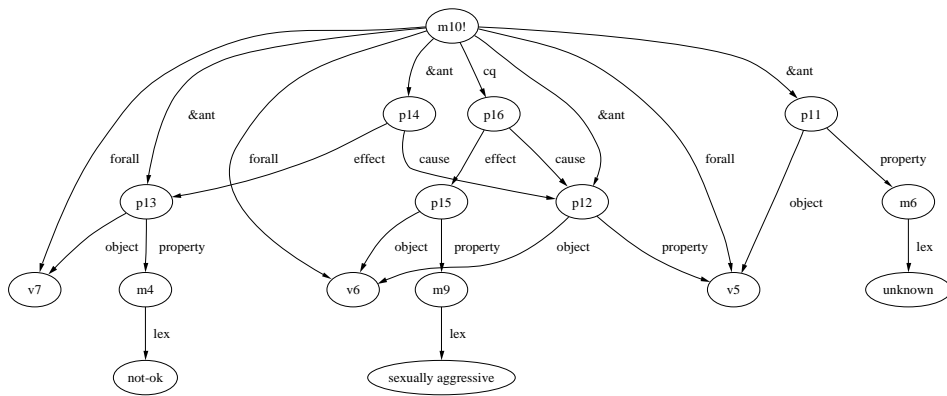 m10!
&ant cq &ant
p14 p16 p11
&ant &ant
forall forall effect cause effect cause forall property
p13 p15 p12 m6
object property object property object property object lex
v7 m4 v6 m9 v5 unknown
lex lex
not-ok sexually aggressive